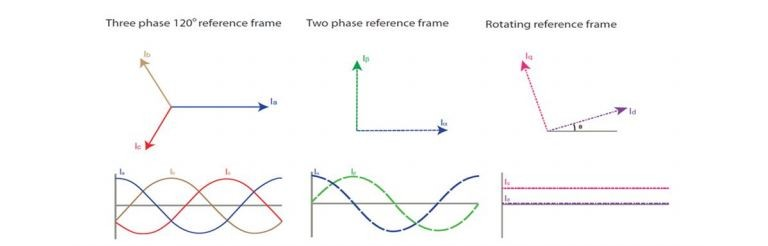 Three phase 120° reference frame
Two phase reference frame
Rotating reference frame
Ib
Ia
Ic
Iβ
Iα
Iq
Id
θ
Ia
Ib
Ic
Iα
Iβ
Iq
Id